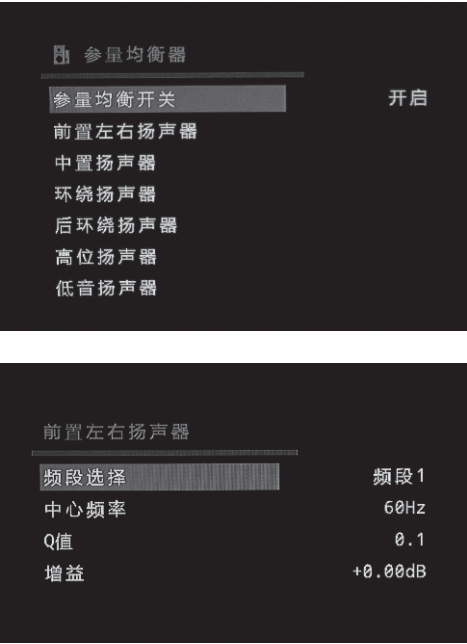 参量均衡器
参量均衡开关 开启
前置左右扬声器
中置扬声器
环绕扬声器
后环绕扬声器
高位扬声器
低音扬声器
前置左右扬声器
频段选择 频段1
中心频率 60Hz
Q值 0.1
增益 +0.00dB